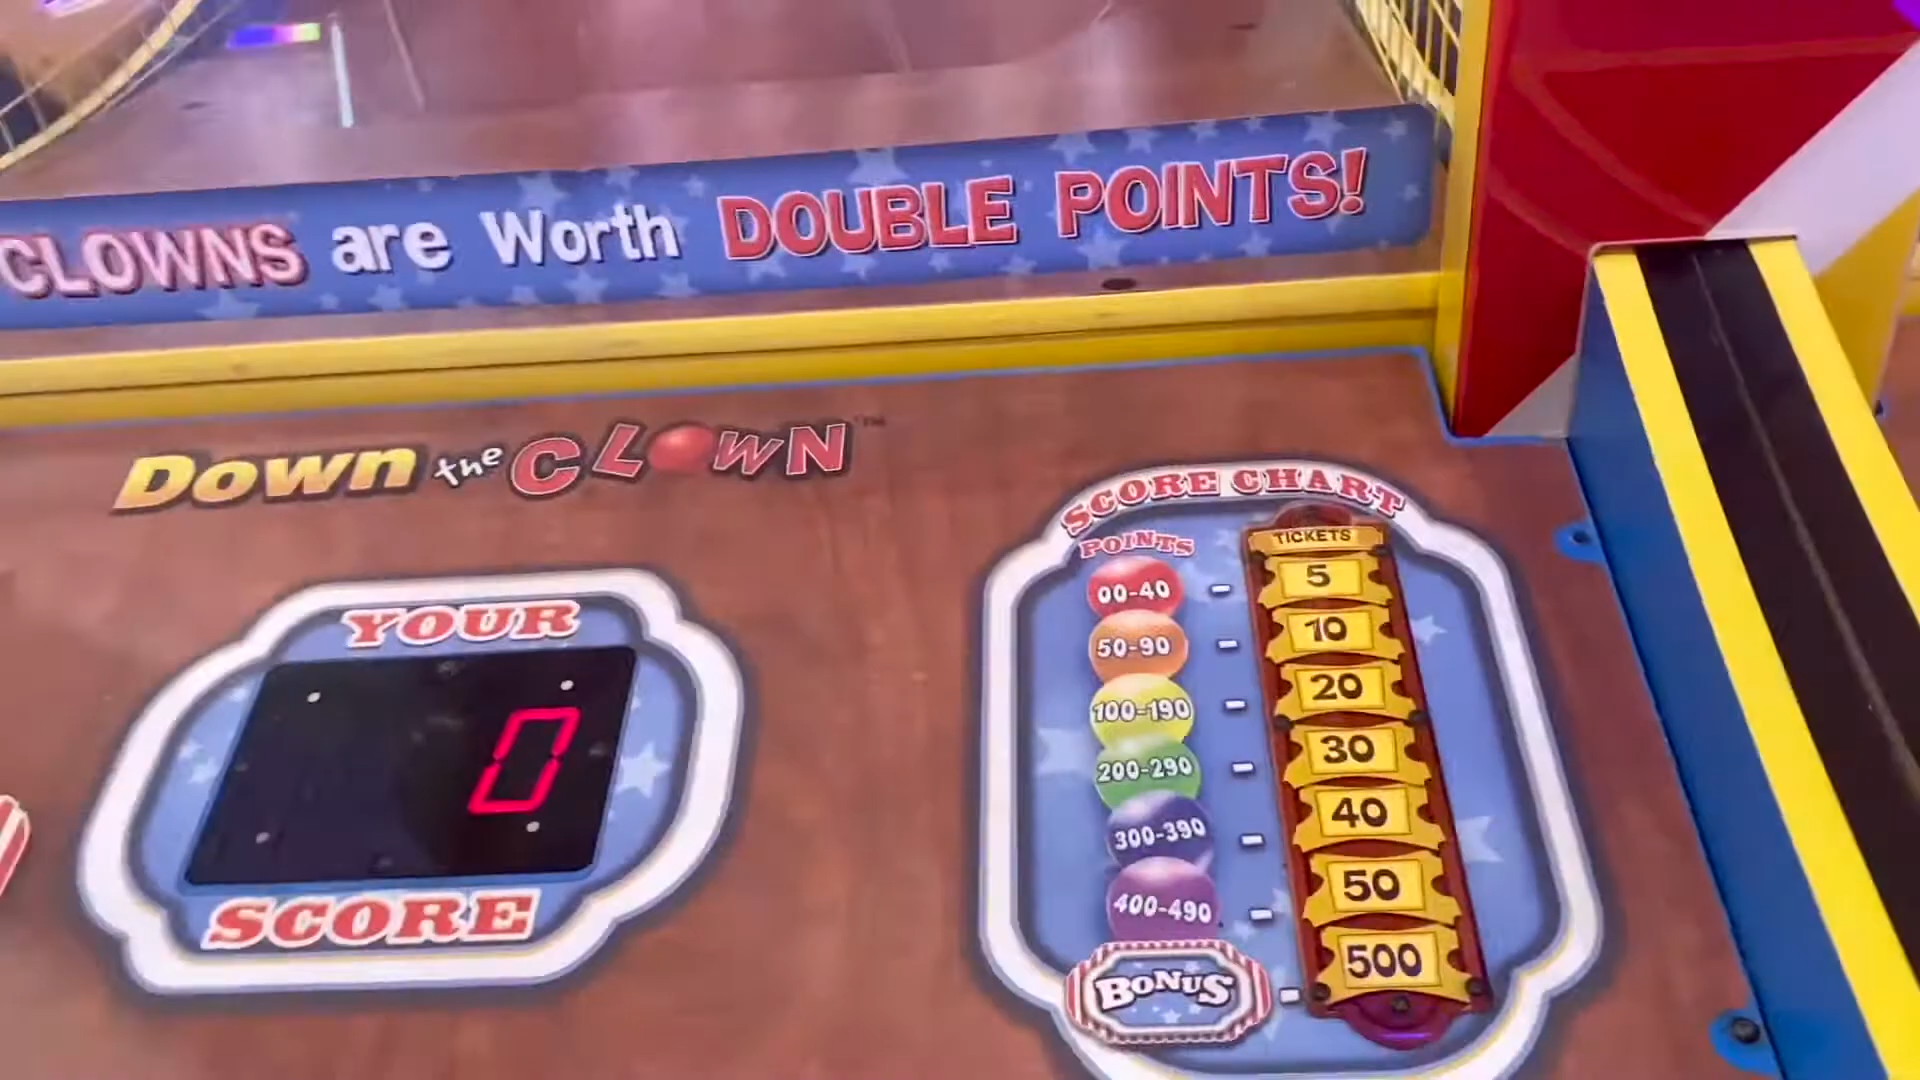 CLOWNS are Worth DOUBLE POINTS!
Down the CLOWN™
YOUR
0
SCORE
SCORE CHART
POINTS TICKETS
00-40 - 5
50-90 - 10
100-190 - 20
200-290 - 30
300-390 - 40
400-490 - 50
BONUS - 500